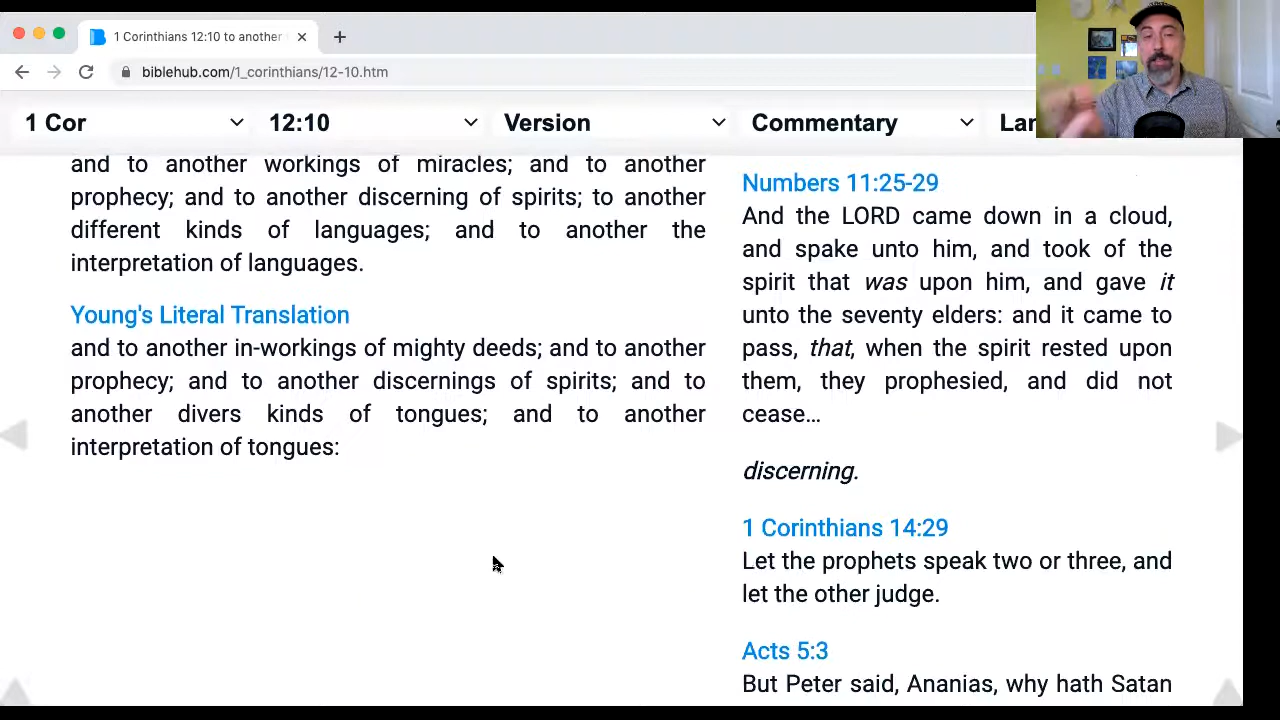 1 Corinthians 12:10 to another
biblehub.com/1_corinthians/12-10.htm
1 Cor
12:10
Version
Commentary
and to another workings of miracles; and to another
prophecy; and to another discerning of spirits; to another
different kinds of languages; and to another the
interpretation of languages.
Young's Literal Translation
and to another in-workings of mighty deeds; and to another
prophecy; and to another discernings of spirits; and to
another divers kinds of tongues; and to another
interpretation of tongues:
Numbers 11:25-29
And the LORD came down in a cloud,
and spake unto him, and took of the
spirit that was upon him, and gave it
unto the seventy elders: and it came to
pass, that, when the spirit rested upon
them, they prophesied, and did not
cease…
discerning.
1 Corinthians 14:29
Let the prophets speak two or three, and
let the other judge.
Acts 5:3
But Peter said, Ananias, why hath Satan